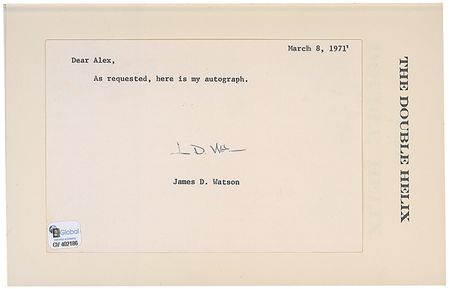 March 8, 1971'
Dear Alex,
As requested, here is my autograph.
J. D. Wat
James D. Watson
THE DOUBLE HELIX
Global
GV 402186